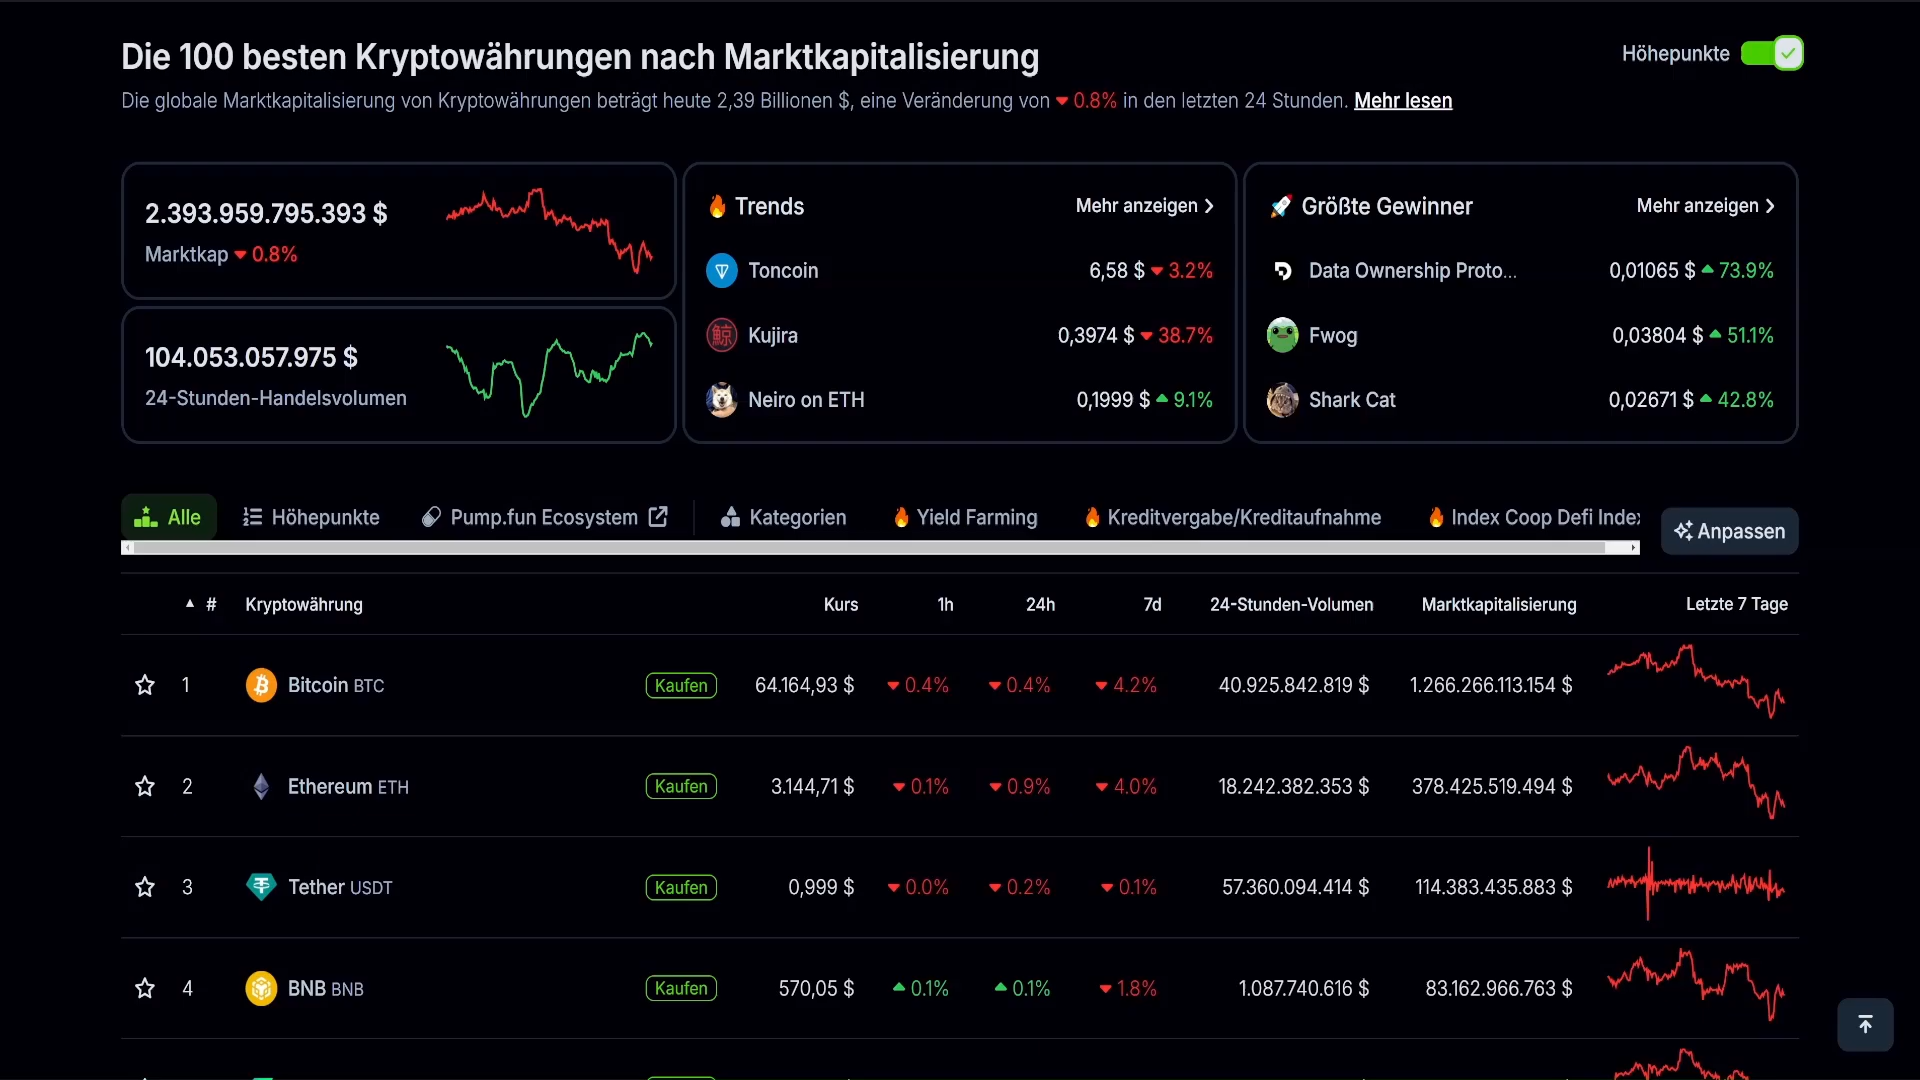 Die 100 besten Kryptowährungen nach Marktkapitalisierung
Höhepunkte
Die globale Marktkapitalisierung von Kryptowährungen beträgt heute 2,39 Billionen $, eine Veränderung von 0.8% in den letzten 24 Stunden. Mehr lesen
2.393.959.795.393 $
Marktkap 0.8%
104.053.057.975 $
24-Stunden-Handelsvolumen
Trends Mehr anzeigen
Toncoin 6,58 $ 3.2%
Kujira 0,3974 $ 38.7%
Neiro on ETH 0,1999 $ 9.1%
Größte Gewinner Mehr anzeigen
Data Ownership Proto... 0,01065 $ 73.9%
Fwog 0,03804 $ 51.1%
Shark Cat 0,02671 $ 42.8%
Alle Höhepunkte Pump.fun Ecosystem Kategorien Yield Farming Kreditvergabe/Kreditaufnahme Index Coop Defi Index Anpassen
# Kryptowährung Kurs 1h 24h 7d 24-Stunden-Volumen Marktkapitalisierung Letzte 7 Tage
1 Bitcoin BTC Kaufen 64.164,93 $ 0.4% 0.4% 4.2% 40.925.842.819 $ 1.266.266.113.154 $
2 Ethereum ETH Kaufen 3.144,71 $ 0.1% 0.9% 4.0% 18.242.382.353 $ 378.425.519.494 $
3 Tether USDT Kaufen 0,999 $ 0.0% 0.2% 0.1% 57.360.094.414 $ 114.383.435.883 $
4 BNB BNB Kaufen 570,05 $ 0.1% 0.1% 1.8% 1.087.740.616 $ 83.162.966.763 $